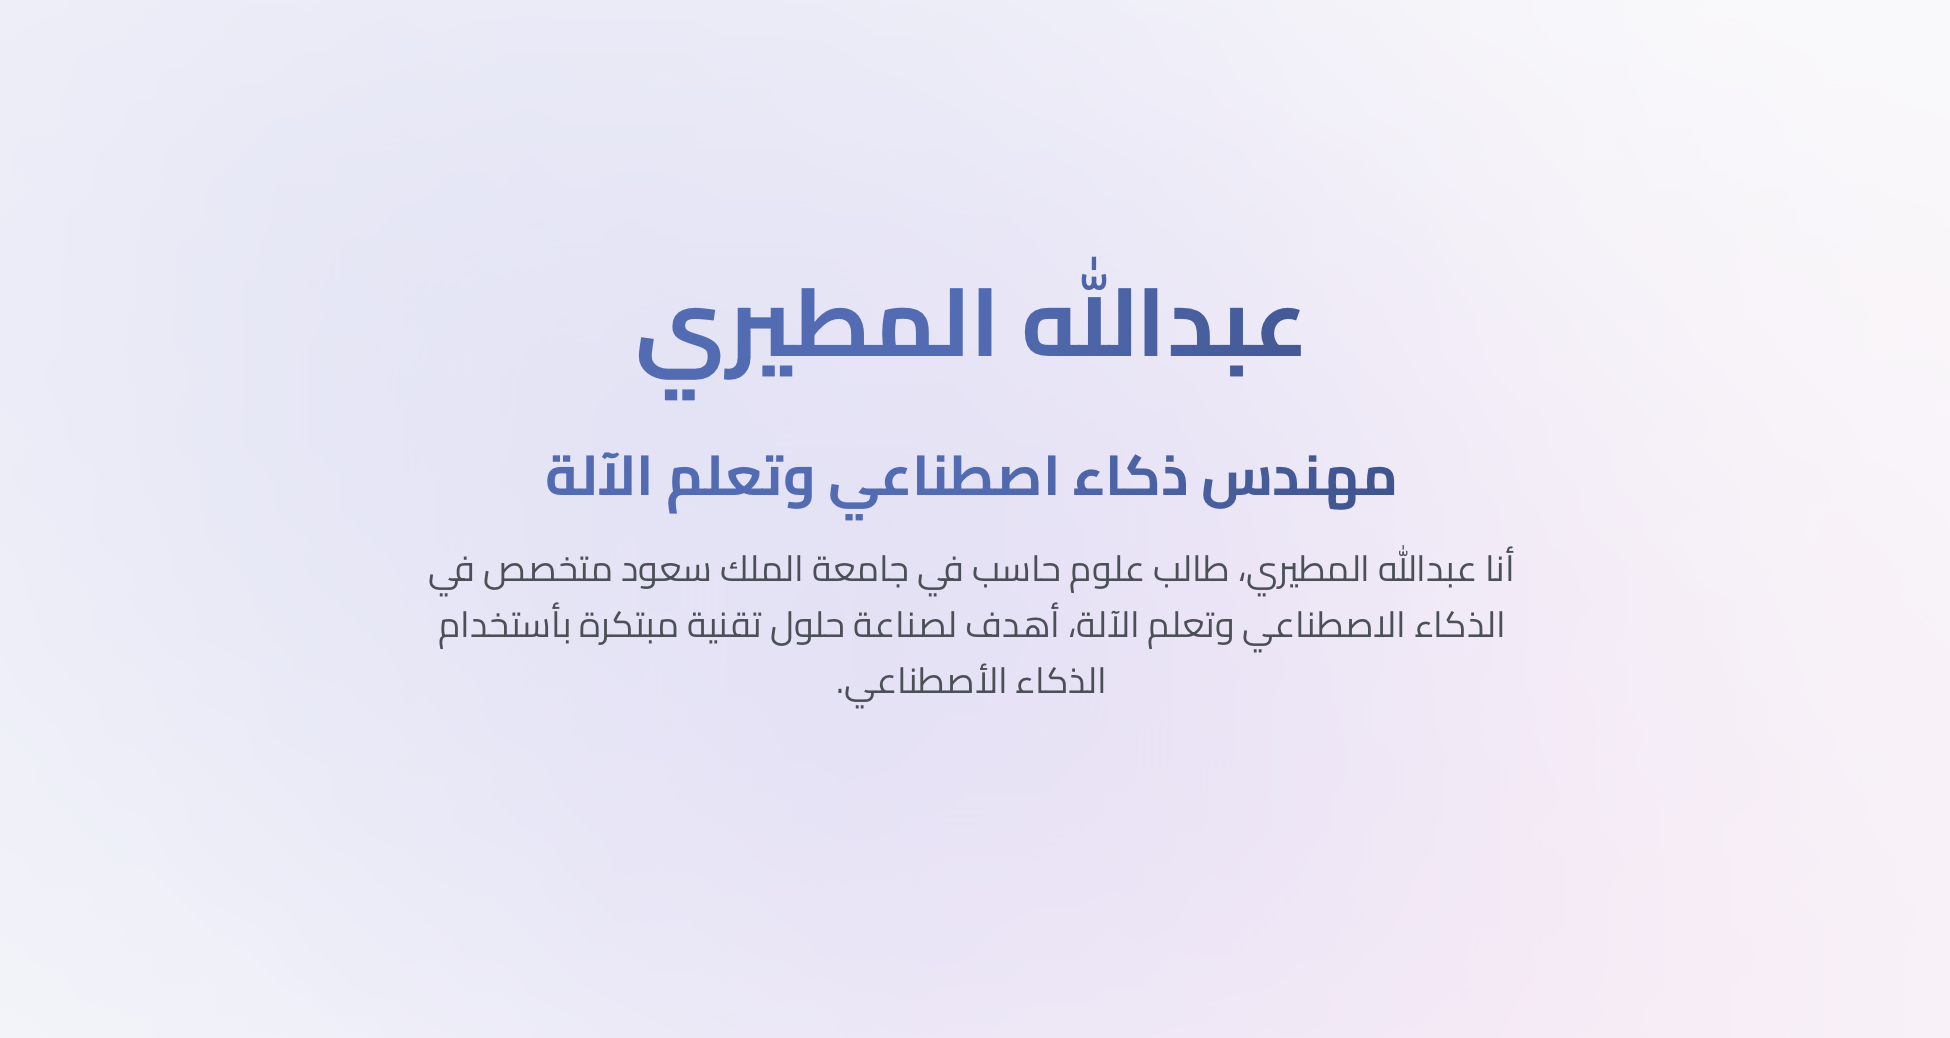 عبدالله المطيري
مهندس ذكاء اصطناعي وتعلم الآلة
أنا عبدالله المطيري، طالب علوم حاسب في جامعة الملك سعود متخصص في
الذكاء الاصطناعي وتعلم الآلة، أهدف لصناعة حلول تقنية مبتكرة بأستخدام
الذكاء الأصطناعي.